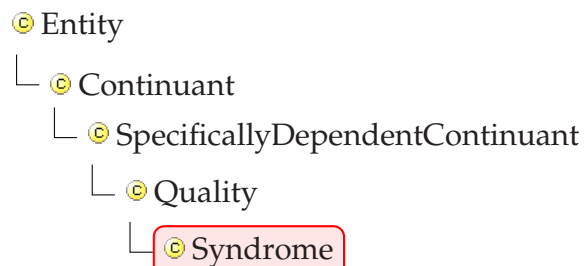 Entity
Continuant
SpecificallyDependentContinuant
Quality
Syndrome